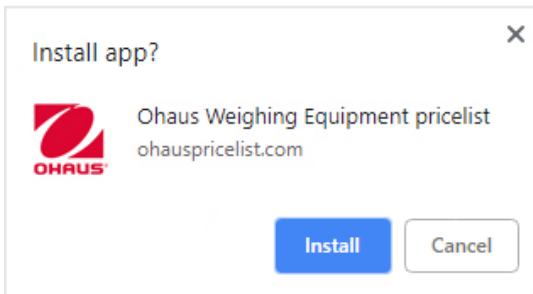 Install app?
Ohaus Weighing Equipment pricelist
ohauspricelist.com
OHAUS
Install
Cancel